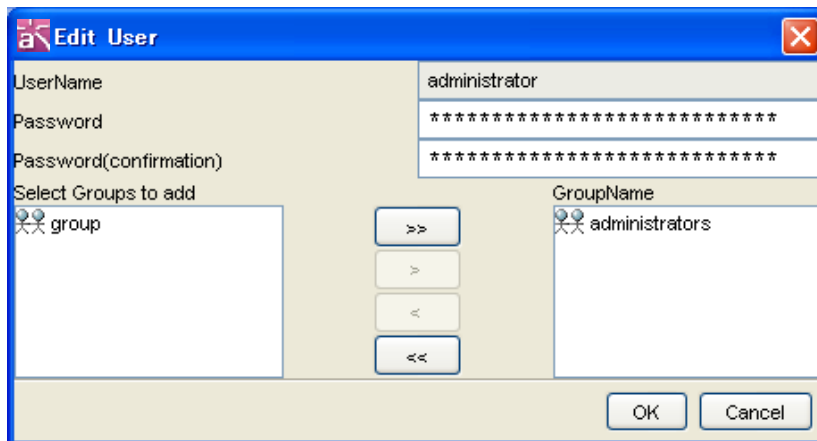 Edit User
UserName administrator
Password ****************************
Password(confirmation) ****************************
Select Groups to add GroupName
group >> administrators
>
<
<<
OK Cancel